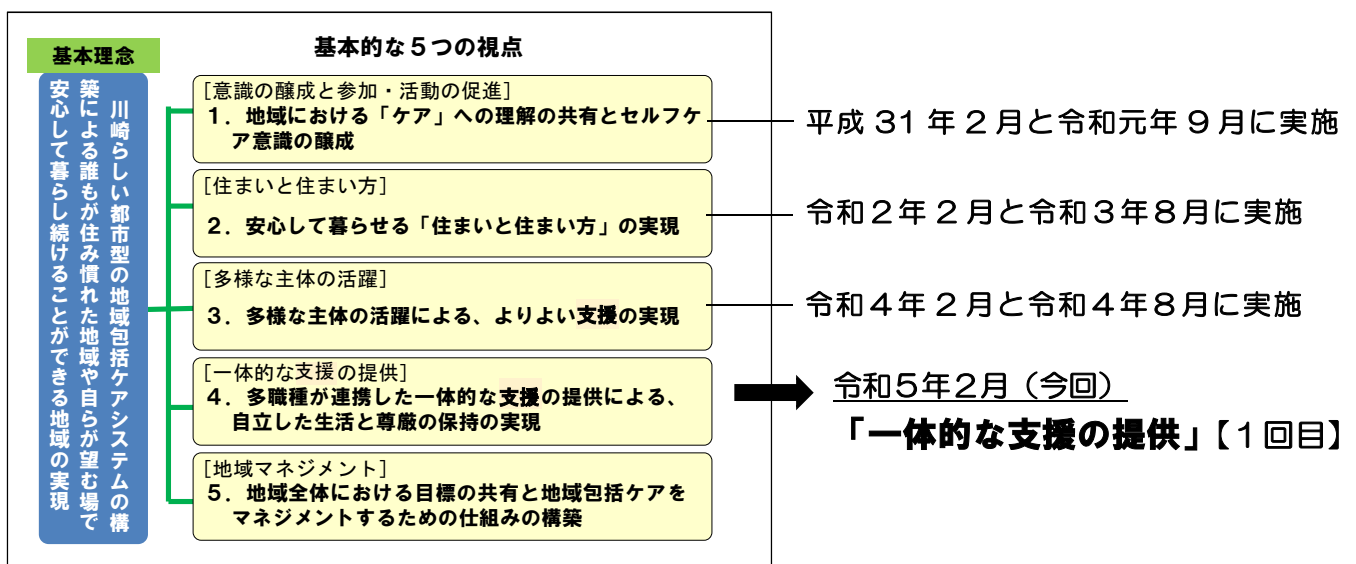 基本理念
川崎らしい都市型の地域包括ケアシステムの構
築による誰もが住み慣れた地域や自らが望む場で
安心して暮らし続けることができる地域の実現
基本的な5つの視点
[意識の醸成と参加・活動の促進]
1．地域における「ケア」への理解の共有とセルフケ
ア意識の醸成
平成 31 年 2 月と令和元年 9 月に実施
[住まいと住まい方]
2．安心して暮らせる「住まいと住まい方」の実現
令和2年 2 月と令和3年8月に実施
[多様な主体の活躍]
3．多様な主体の活躍による、よりよい支援の実現
令和4年 2 月と令和4年8月に実施
[一体的な支援の提供]
4．多職種が連携した一体的な支援の提供による、
自立した生活と尊厳の保持の実現
令和5年2月（今回）
「一体的な支援の提供」【1回目】
[地域マネジメント]
5．地域全体における目標の共有と地域包括ケアを
マネジメントするための仕組みの構築